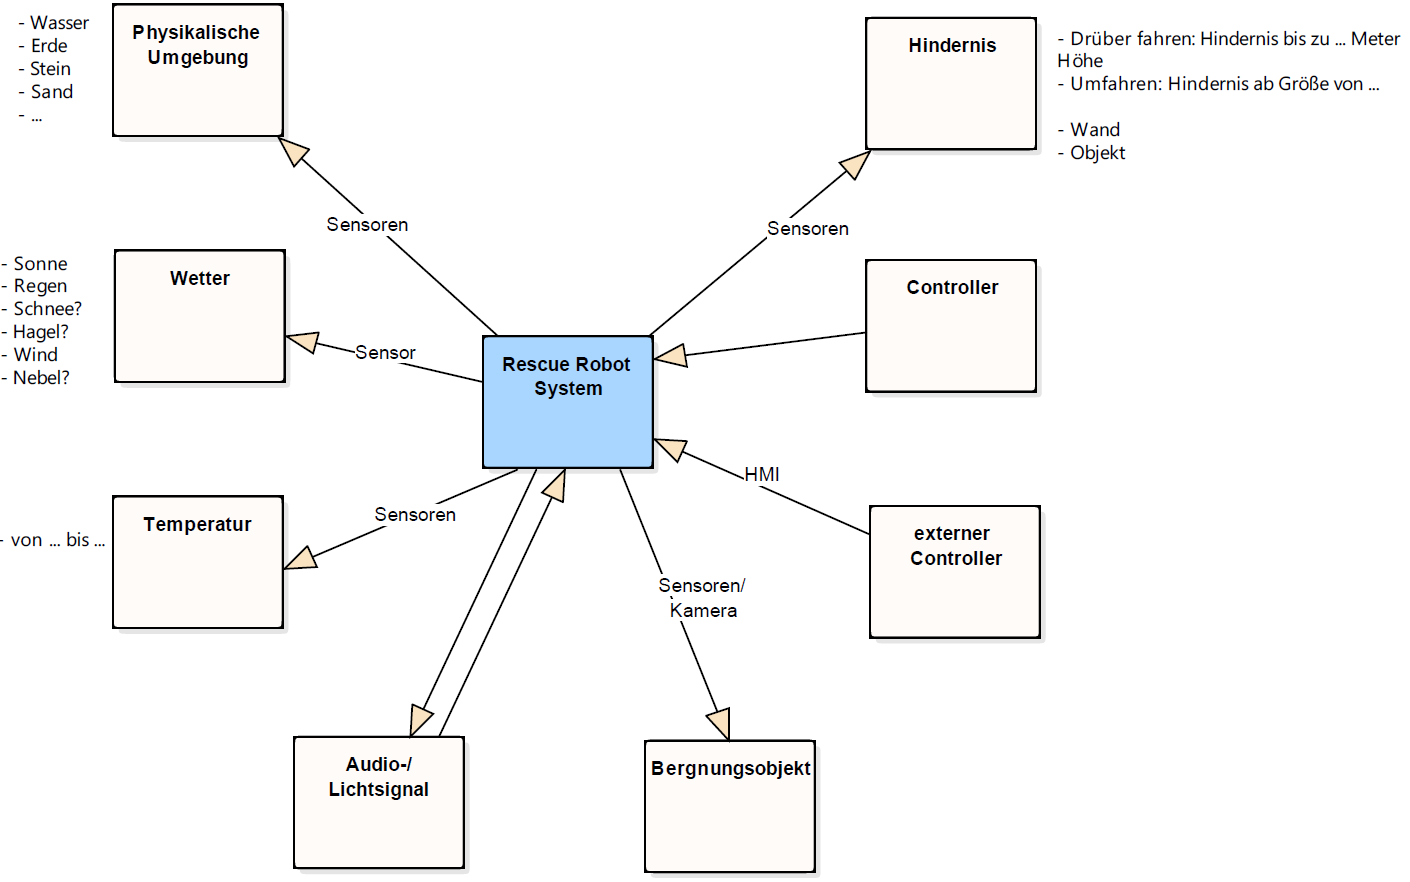 - Wasser
- Erde
- Stein
- Sand
- ...
Physikalische
Umgebung
Hindernis
- Drüber fahren: Hindernis bis zu ... Meter
Höhe
- Umfahren: Hindernis ab Größe von ...
- Wand
- Objekt
Sensoren
Sensoren
- Sonne
- Regen
- Schnee?
- Hagel?
- Wind
- Nebel?
Wetter
Sensor
Controller
Rescue Robot
System
HMI
externer
Controller
- von ... bis ...
Temperatur
Sensoren
Sensoren/
Kamera
Audio-/
Lichtsignal
Bergnungsobjekt